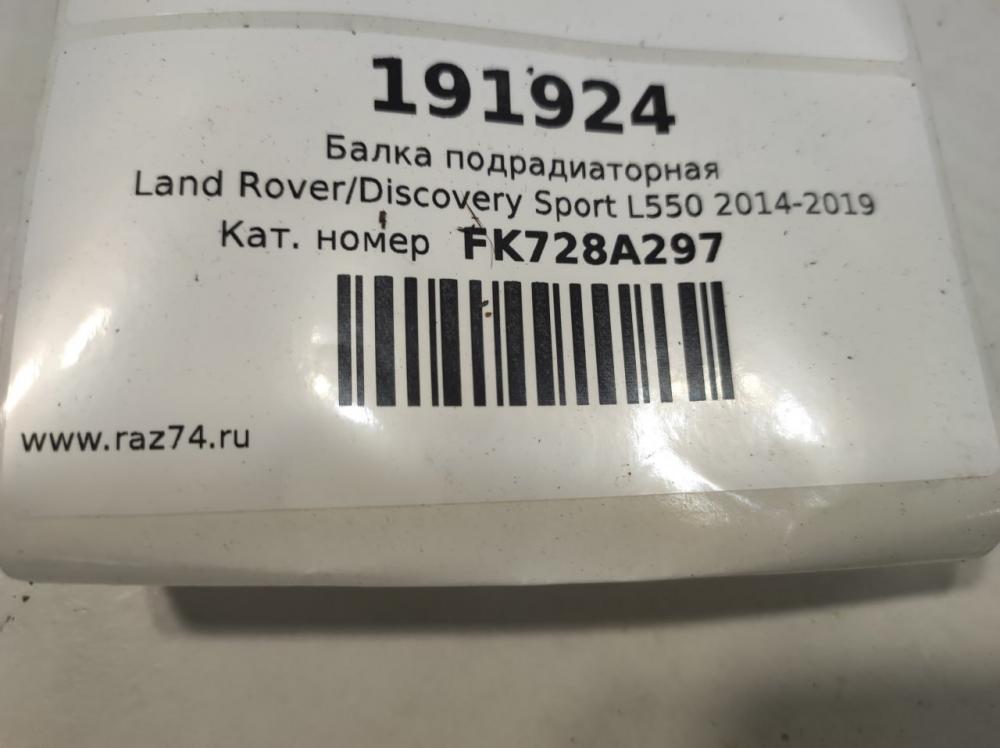 191924
Балка подрадиаторная
Land Rover/Discovery Sport L550 2014-2019
Кат. номер FK728A297
www.raz74.ru